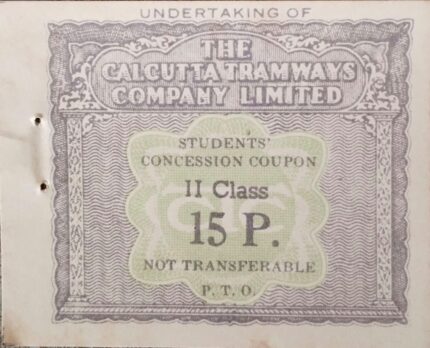 UNDERTAKING OF
THE
CALCUTTA TRAMWAYS
COMPANY LIMITED
STUDENTS'
CONCESSION COUPON
II Class
15 P.
NOT TRANSFERABLE
P. T. O.